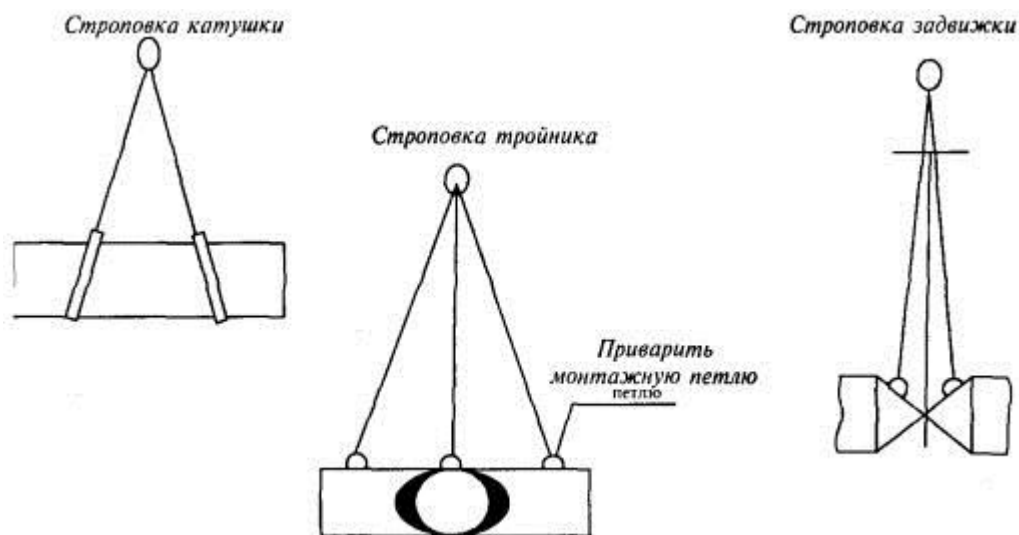 Строповка катушки
Строповка задвижки
Строповка тройника
Приварить
монтажную петлю
петлю